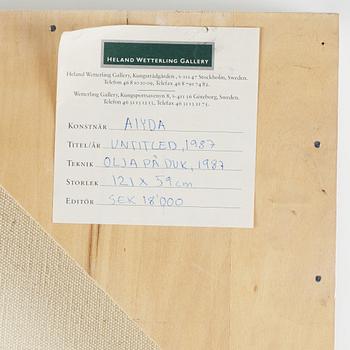 HELAND WETTERLING GALLERY
Heland Wetterling Gallery, Kungsträdgården, S-111 47 Stockholm, Sweden.
Telefon 46 8 10 10 09, Telefax 46 8 791 74 82.
Wetterling Gallery, Kungsportsavenyn 8, S-411 36 Göteborg, Sweden.
KONSTNÄR AIYDA
TITEL/ÅR UNTITLED, 1987
TEKNIK OLJA PÅ DUK, 1987
STORLEK 121 x 59 cm
EDITÖR SEK 18'000